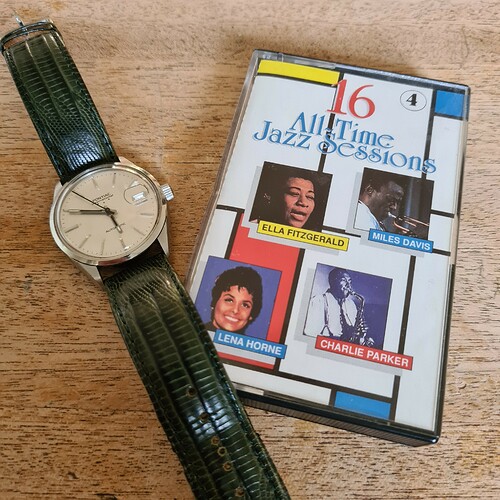 16
4
All-Time
Jazz Sessions
ELLA FITZGERALD
MILES DAVIS
LENA HORNE
CHARLIE PARKER